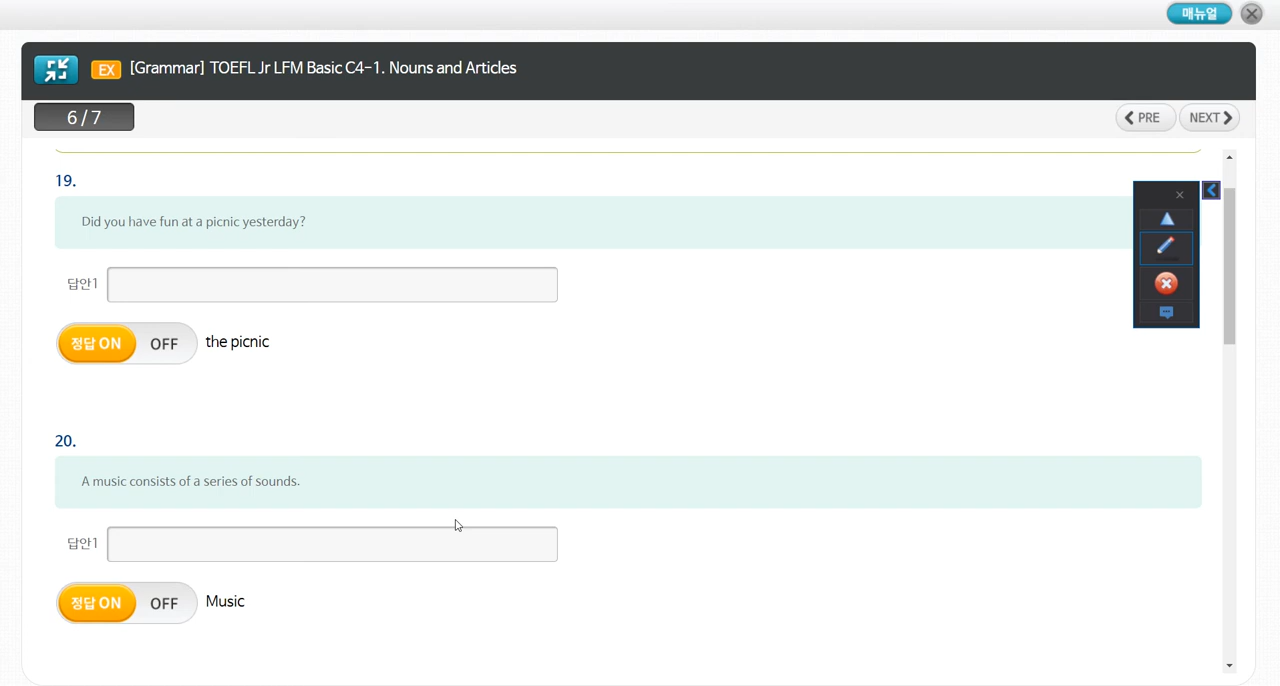 매뉴얼
EX [Grammar] TOEFL Jr LFM Basic C4-1. Nouns and Articles
6 / 7
PRE
NEXT
19.
Did you have fun at a picnic yesterday?
답안1
정답 ON OFF the picnic
20.
A music consists of a series of sounds.
답안1
정답 ON OFF Music